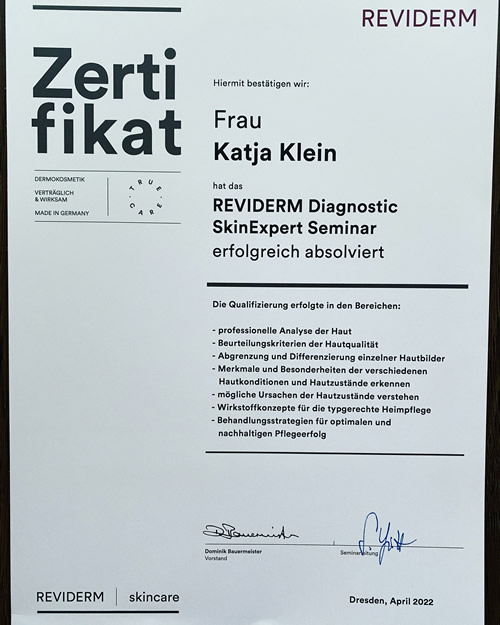 REVIDERM
Zerti
fikat
DERMOKOSMETIK
VERTRÄGLICH
& WIRKSAM
MADE IN GERMANY
TRUE
CARE
Hiermit bestätigen wir:
Frau
Katja Klein
hat das
REVIDERM Diagnostic
SkinExpert Seminar
erfolgreich absolviert
Die Qualifizierung erfolgte in den Bereichen:
- professionelle Analyse der Haut
- Beurteilungskriterien der Hautqualität
- Abgrenzung und Differenzierung einzelner Hautbilder
- Merkmale und Besonderheiten der verschiedenen
Hautkonditionen und Hautzustände erkennen
- mögliche Ursachen der Hautzustände verstehen
- Wirkstoffkonzepte für die typgerechte Heimpflege
- Behandlungsstrategien für optimalen und
nachhaltigen Pflegeerfolg
D. Bauermeister
Dominik Bauermeister
Vorstand
Seminarleitung
REVIDERM | skincare
Dresden, April 2022